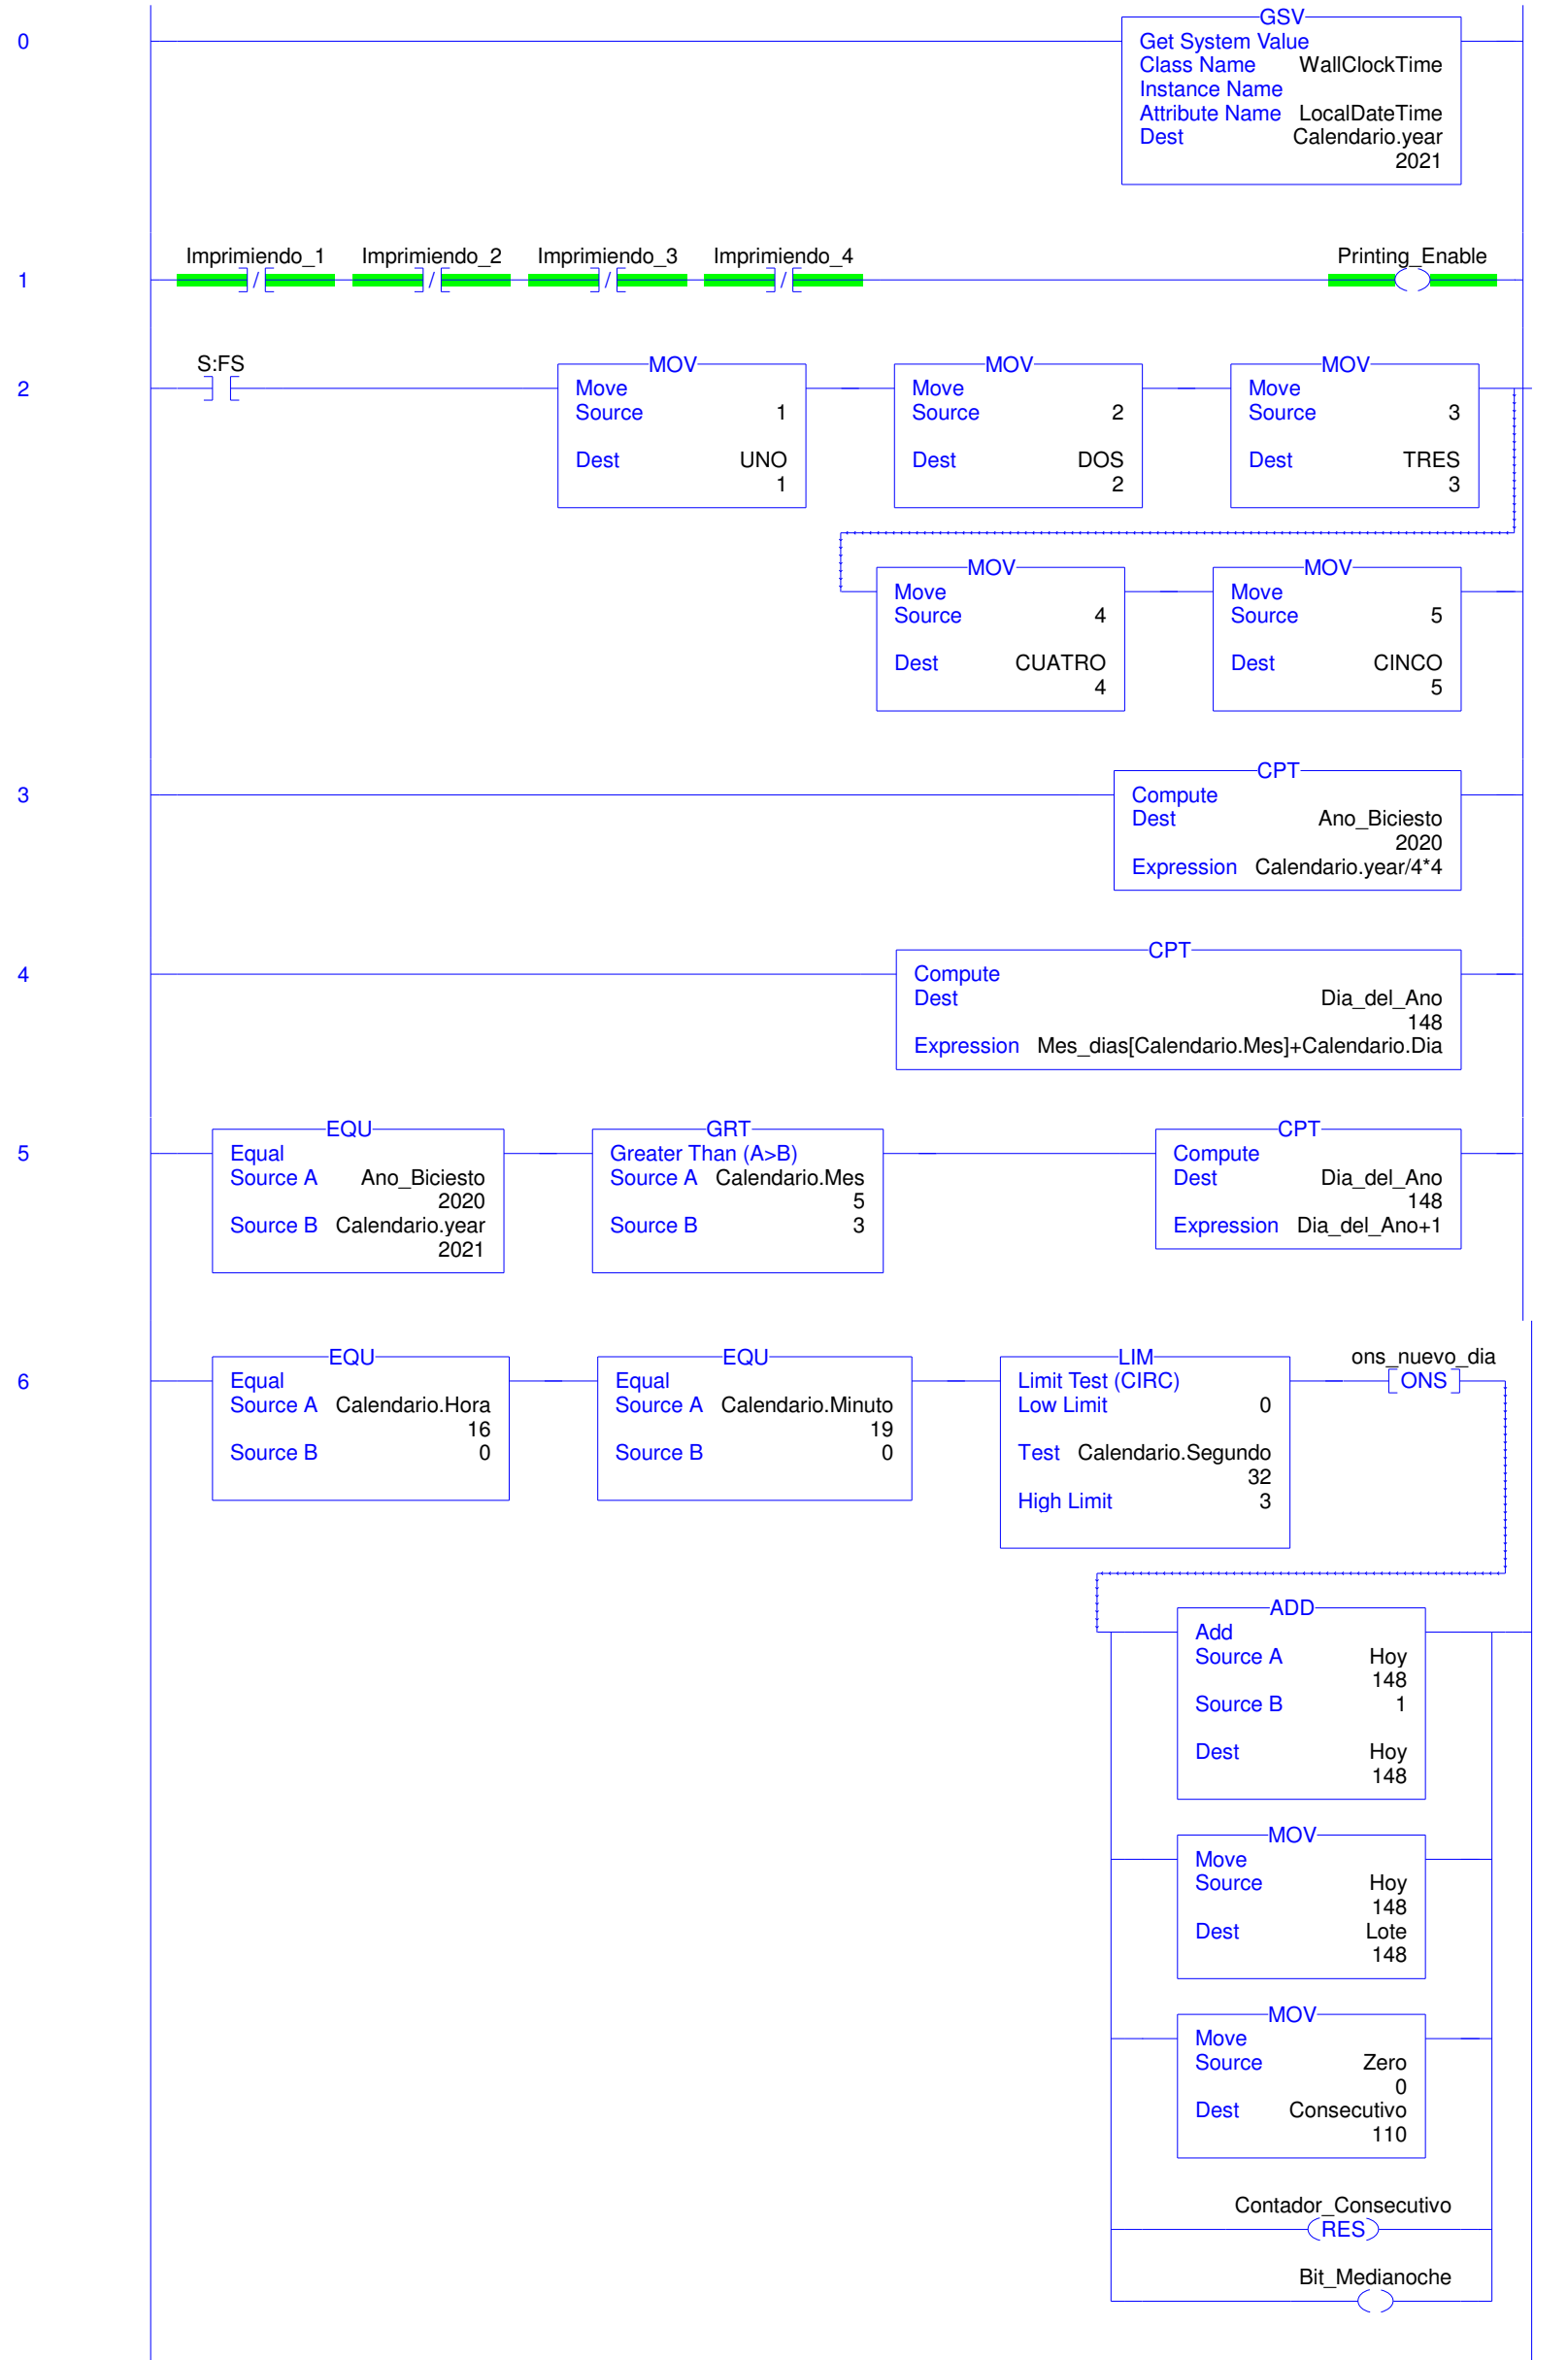 0
GSV
Get System Value
Class Name WallClockTime
Instance Name
Attribute Name LocalDateTime
Dest Calendario.year
2021
Imprimiendo_1 Imprimiendo_2 Imprimiendo_3 Imprimiendo_4 Printing_Enable
1 / / / /
S:FS
2
MOV MOV MOV
Move Move Move
Source 1 Source 2 Source 3
Dest UNO Dest DOS Dest TRES
1 2 3
MOV MOV
Move Move
Source 4 Source 5
Dest CUATRO Dest CINCO
4 5
3
CPT
Compute
Dest Ano_Biciesto
2020
Expression Calendario.year/4*4
4
CPT
Compute
Dest Dia_del_Ano
148
Expression Mes_dias[Calendario.Mes]+Calendario.Dia
5
EQU GRT CPT
Equal Greater Than (A>B) Compute
Source A Ano_Biciesto Source A Calendario.Mes Dest Dia_del_Ano
2020 5 148
Source B Calendario.year Source B 3 Expression Dia_del_Ano+1
2021
6
EQU EQU LIM ons_nuevo_dia
Equal Equal Limit Test (CIRC) ONS
Source A Calendario.Hora Source A Calendario.Minuto Low Limit 0
16 19
Source B 0 Source B 0 Test Calendario.Segundo
32
High Limit 3
ADD
Add
Source A Hoy
148
Source B 1
Dest Hoy
148
MOV
Move
Source Hoy
148
Dest Lote
148
MOV
Move
Source Zero
0
Dest Consecutivo
110
Contador_Consecutivo
RES
Bit_Medianoche